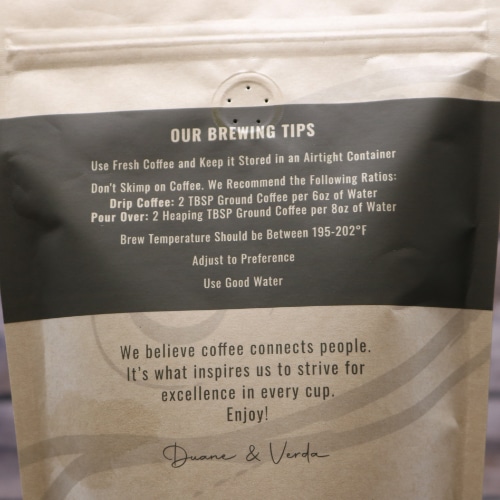 OUR BREWING TIPS
Use Fresh Coffee and Keep it Stored in an Airtight Container
Don't Skimp on Coffee. We Recommend the Following Ratios:
Drip Coffee: 2 TBSP Ground Coffee per 6oz of Water
Pour Over: 2 Heaping TBSP Ground Coffee per 8oz of Water
Brew Temperature Should be Between 195-202°F
Adjust to Preference
Use Good Water
We believe coffee connects people.
It's what inspires us to strive for
excellence in every cup.
Enjoy!
Duane & Verda